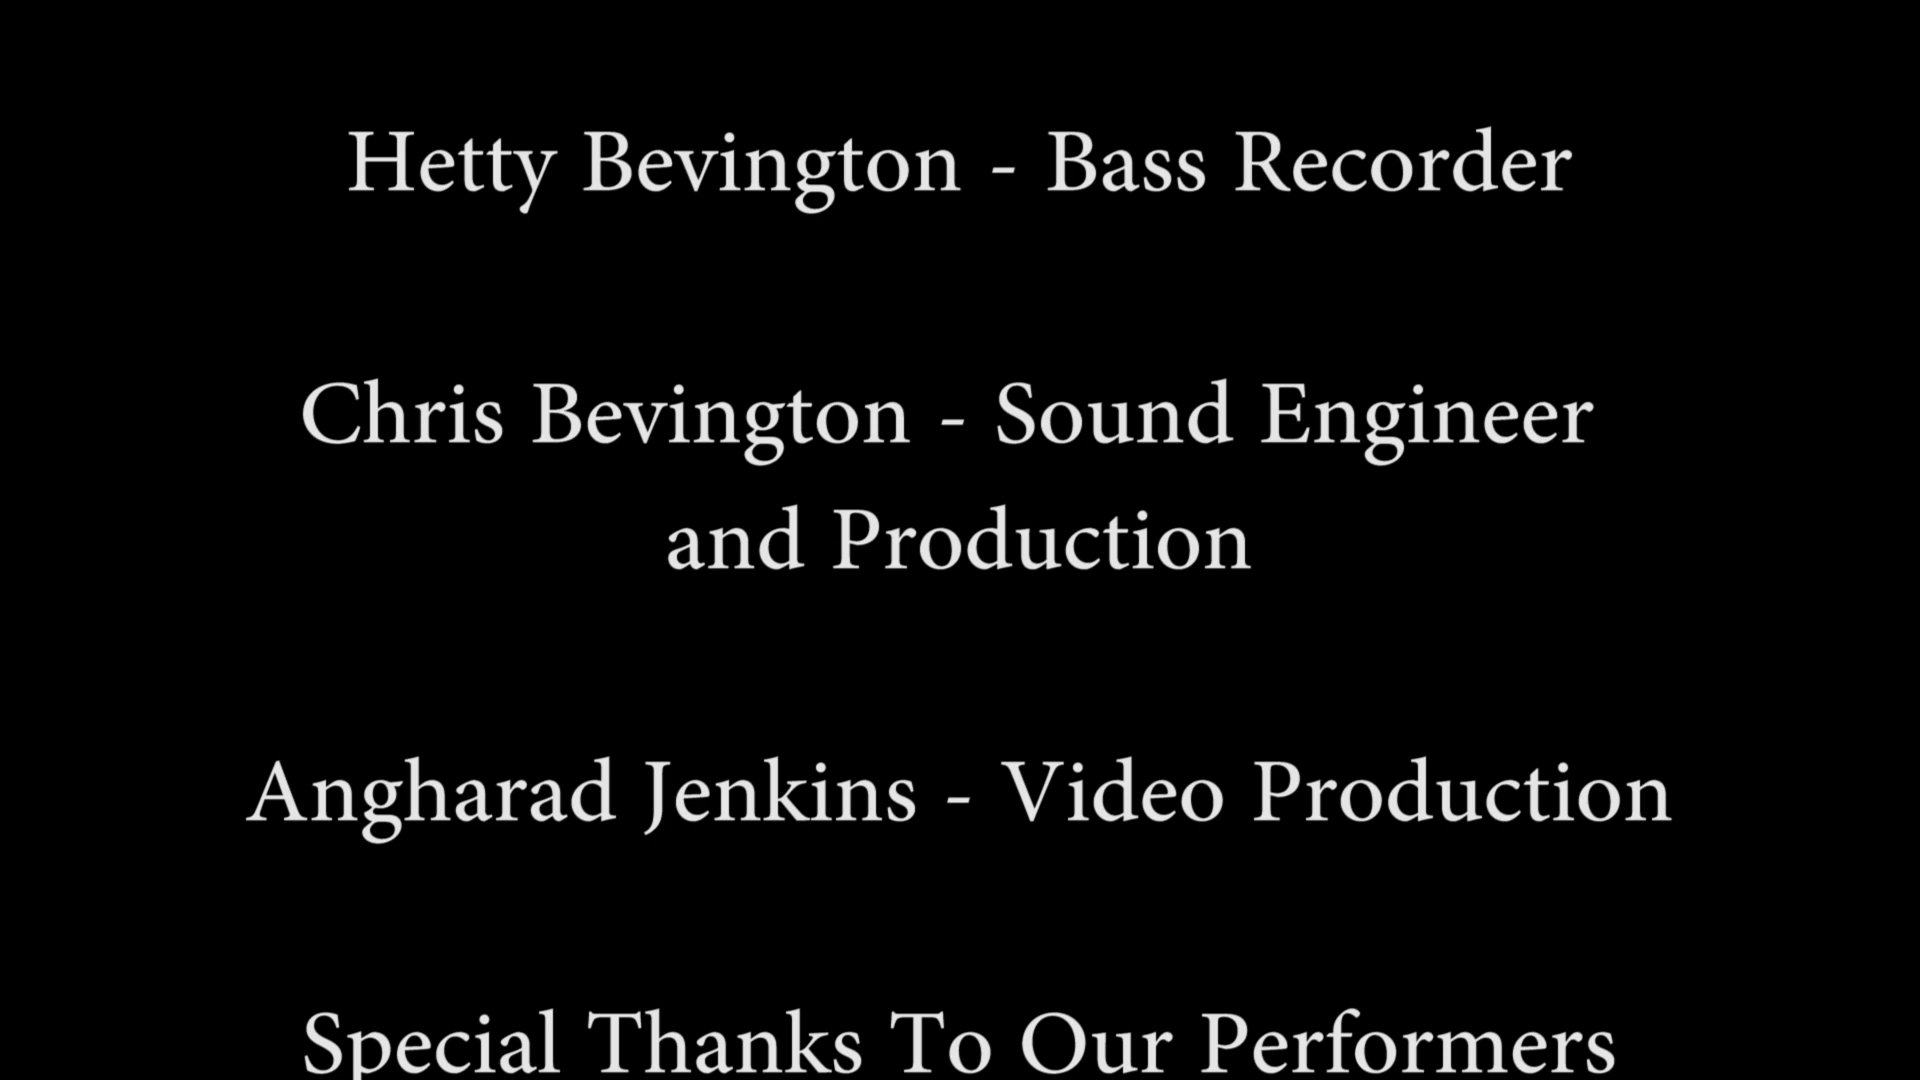 Hetty Bevington - Bass Recorder
Chris Bevington - Sound Engineer
and Production
Angharad Jenkins - Video Production
Special Thanks To Our Performers